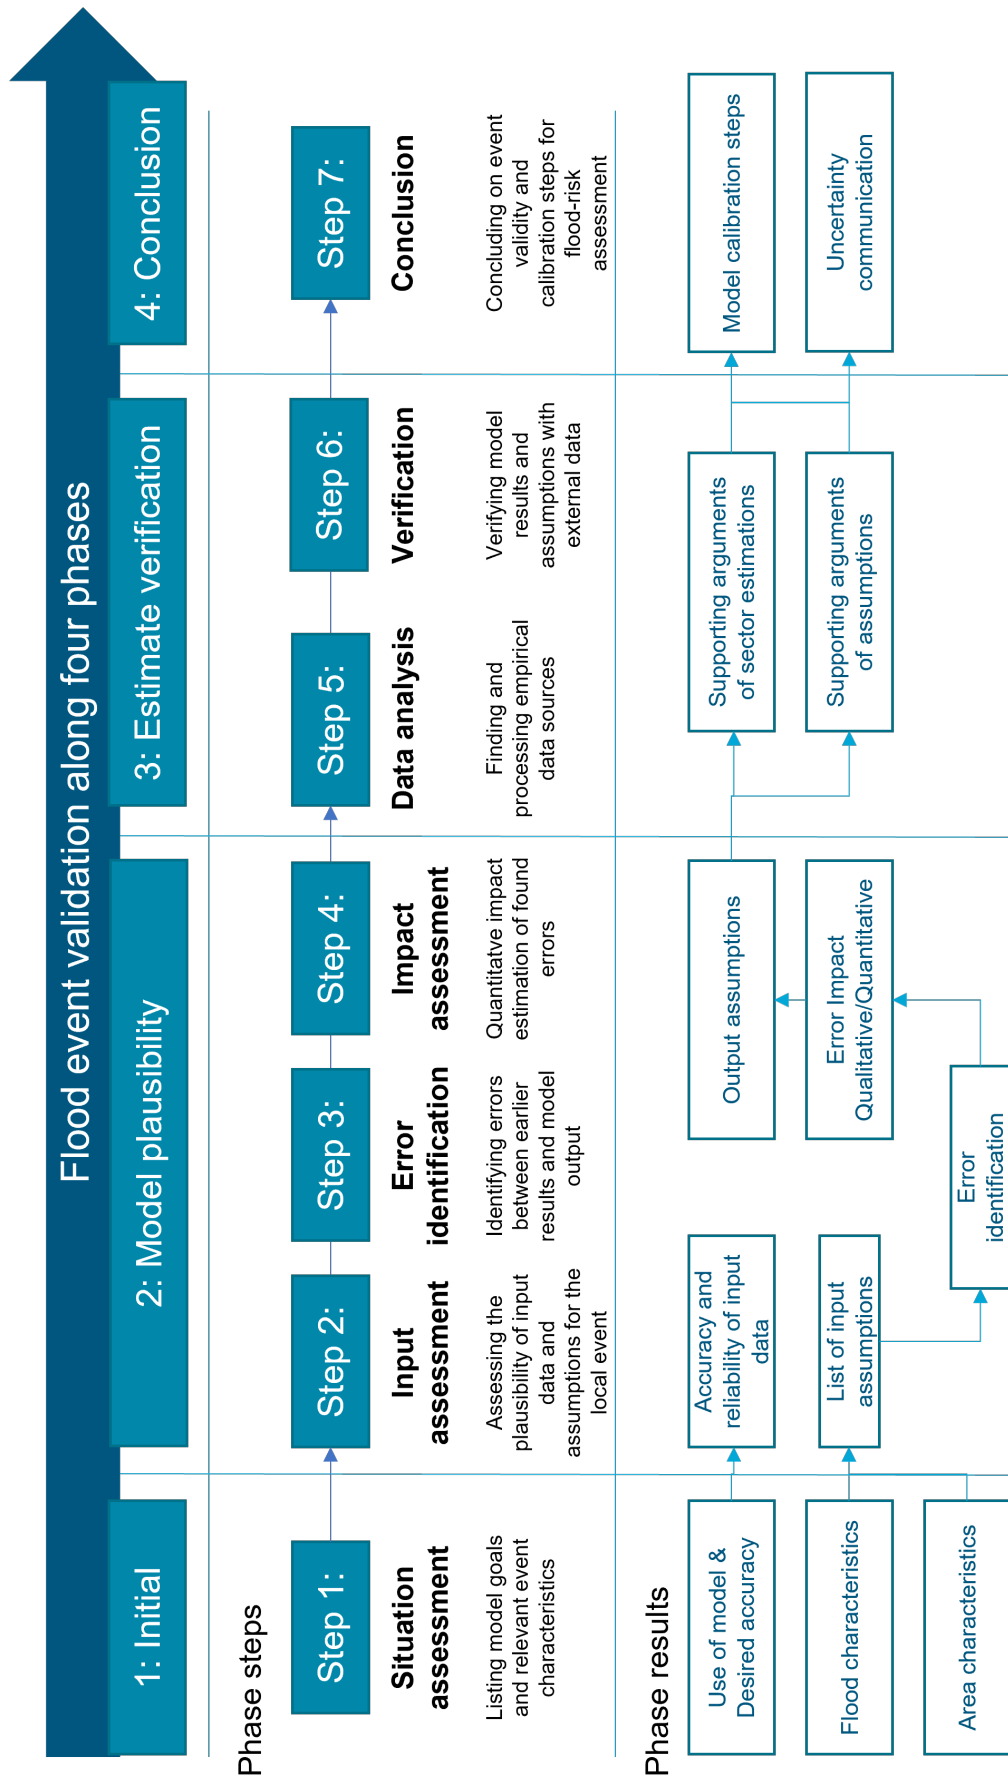 Flood event validation along four phases
1: Initial
2: Model plausibility
3: Estimate verification
4: Conclusion
Phase steps
Step 1:
Step 2:
Step 3:
Step 4:
Step 5:
Step 6:
Step 7:
Situation
assessment
Input
assessment
Error
identification
Impact
assessment
Data analysis
Verification
Conclusion
Listing model goals
and relevant event
characteristics
Assessing the
plausibility of input
data and
assumptions for the
local event
Identifying errors
between earlier
results and model
output
Quantitatve impact
estimation of found
errors
Finding and
processing empirical
data sources
Verifying model
results and
assumptions with
external data
Concluding on event
validity and
calibration steps for
flood-risk
assessment
Phase results
Use of model &
Desired accuracy
Flood characteristics
Area characteristics
Accuracy and
reliability of input
data
List of input
assumptions
Error
identification
Output assumptions
Error Impact
Qualitative/Quantitative
Supporting arguments
of sector estimations
Supporting arguments
of assumptions
Model calibration steps
Uncertainty
communication